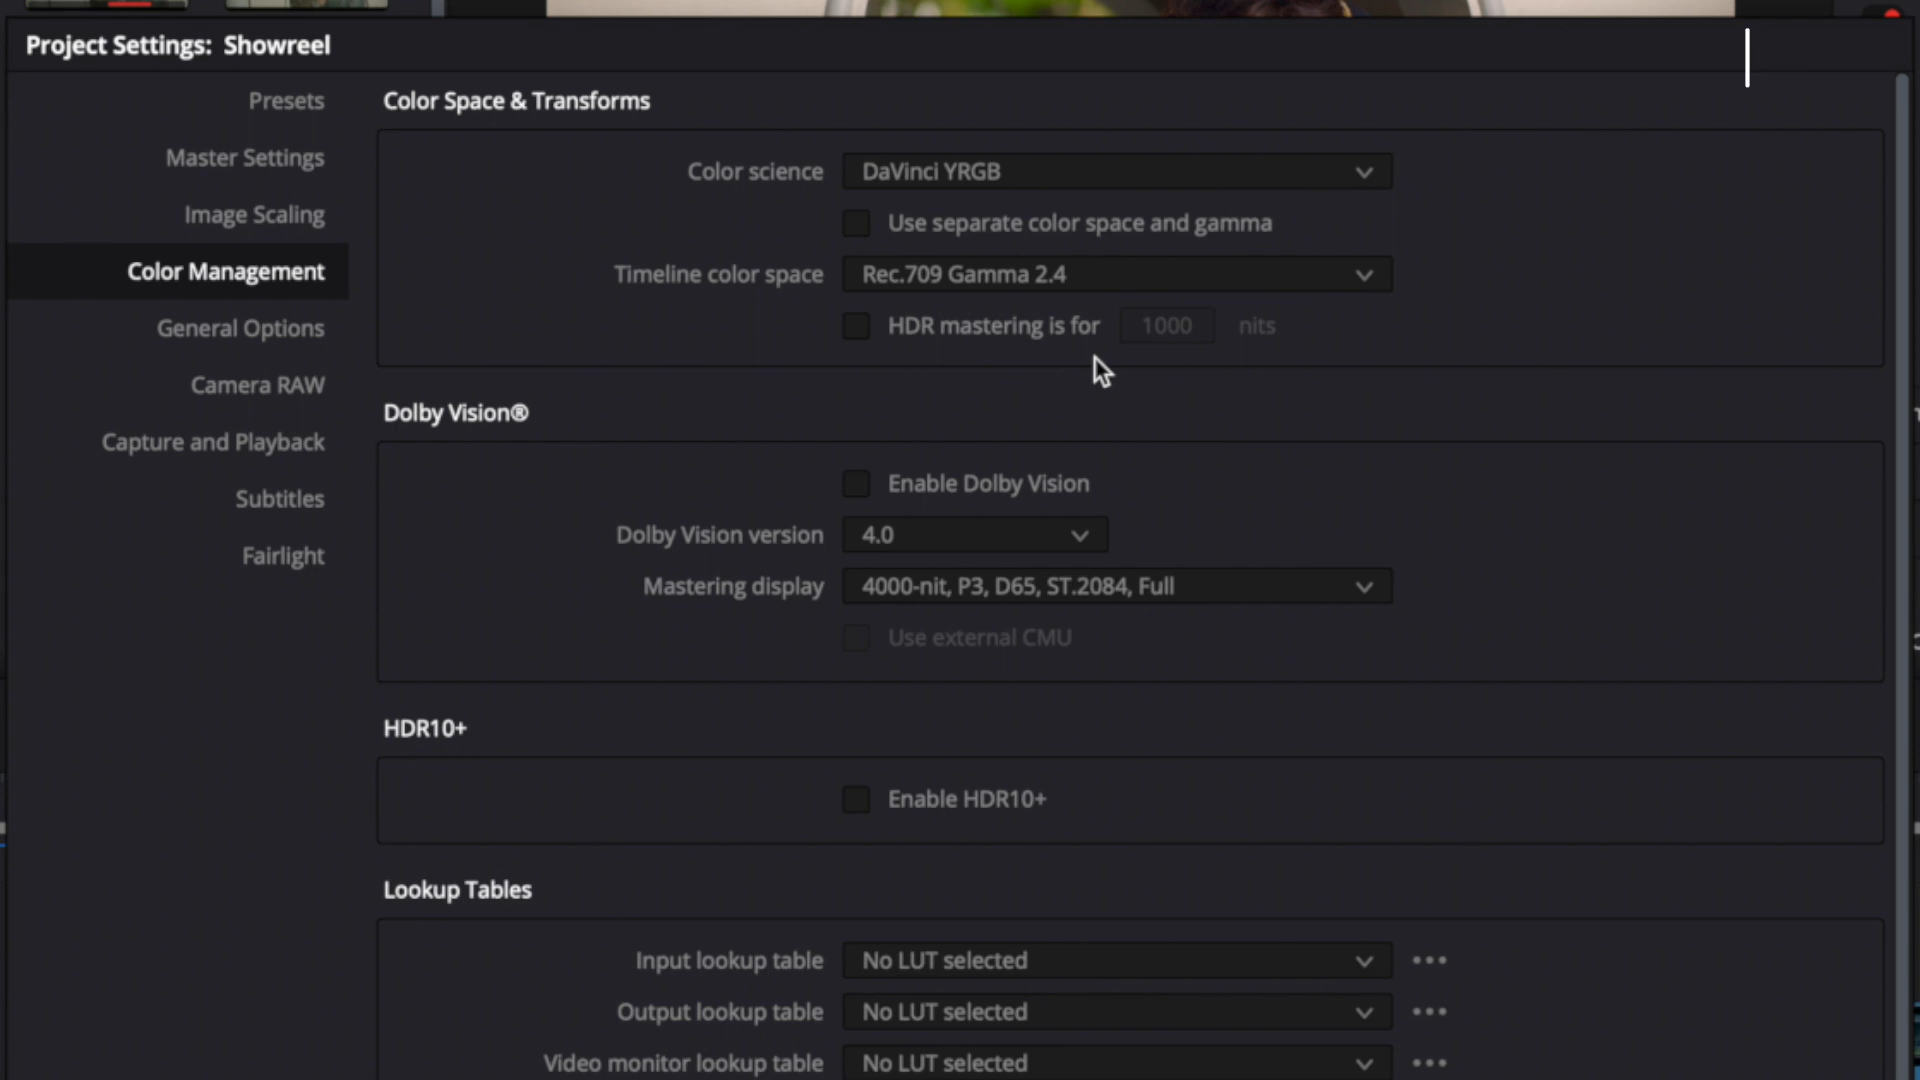 Project Settings: Showreel
Presets
Master Settings
Image Scaling
Color Management
General Options
Camera RAW
Capture and Playback
Subtitles
Fairlight
Color Space & Transforms
Color science DaVinci YRGB
Use separate color space and gamma
Timeline color space Rec.709 Gamma 2.4
HDR mastering is for 1000 nits
Dolby Vision®
Enable Dolby Vision
Dolby Vision version 4.0
Mastering display 4000-nit, P3, D65, ST.2084, Full
Use external CMU
HDR10+
Enable HDR10+
Lookup Tables
Input lookup table No LUT selected
Output lookup table No LUT selected
Video monitor lookup table No LUT selected